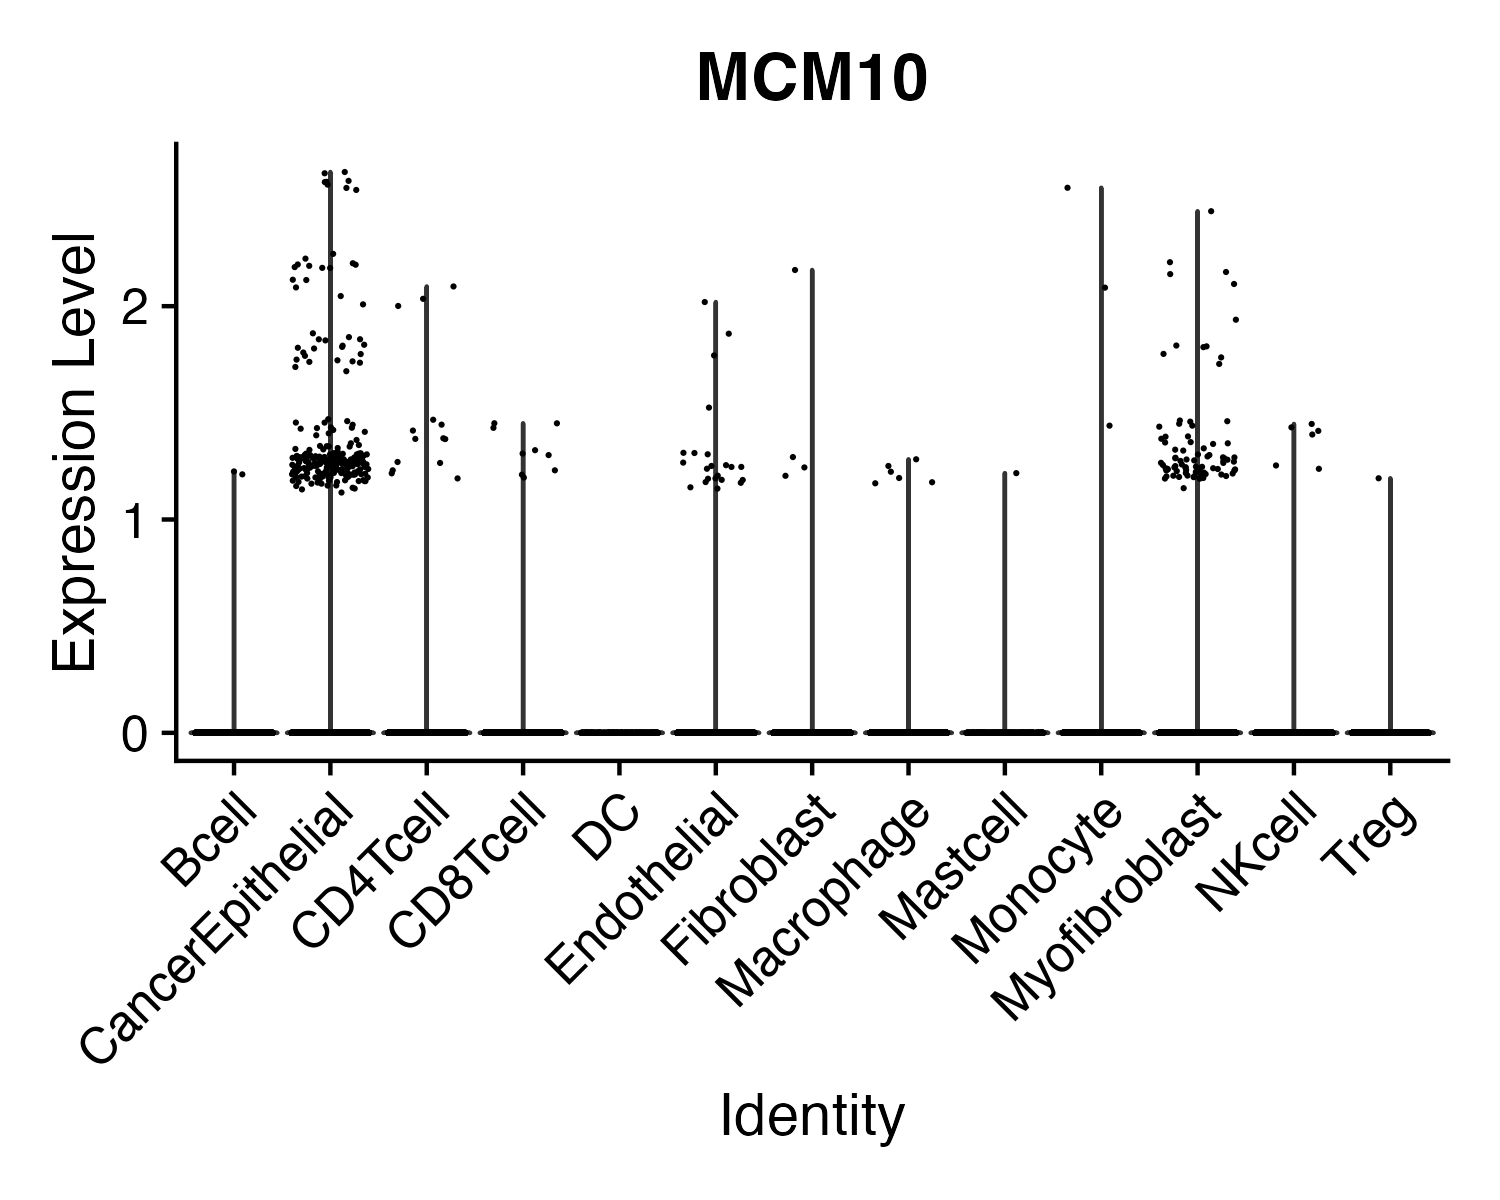 MCM10
Expression Level
2
1
0
Bcell
CancerEpithelial
CD4Tcell
CD8Tcell
DC
Endothelial
Fibroblast
Macrophage
Mastcell
Monocyte
Myofibroblast
NKcell
Treg
Identity